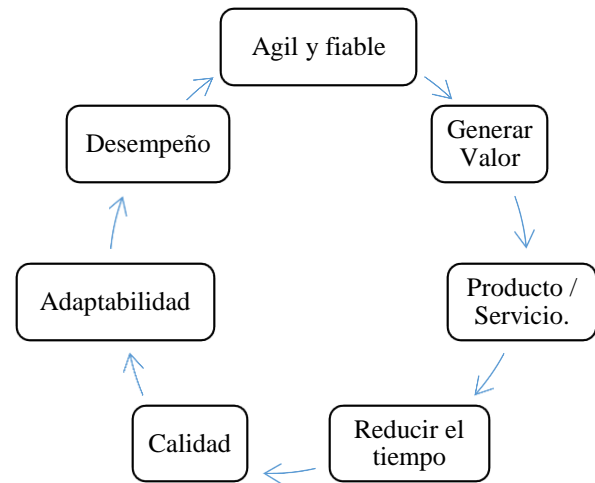 Agil y fiable
Generar
Valor
Producto /
Servicio.
Reducir el
tiempo
Calidad
Adaptabilidad
Desempeño